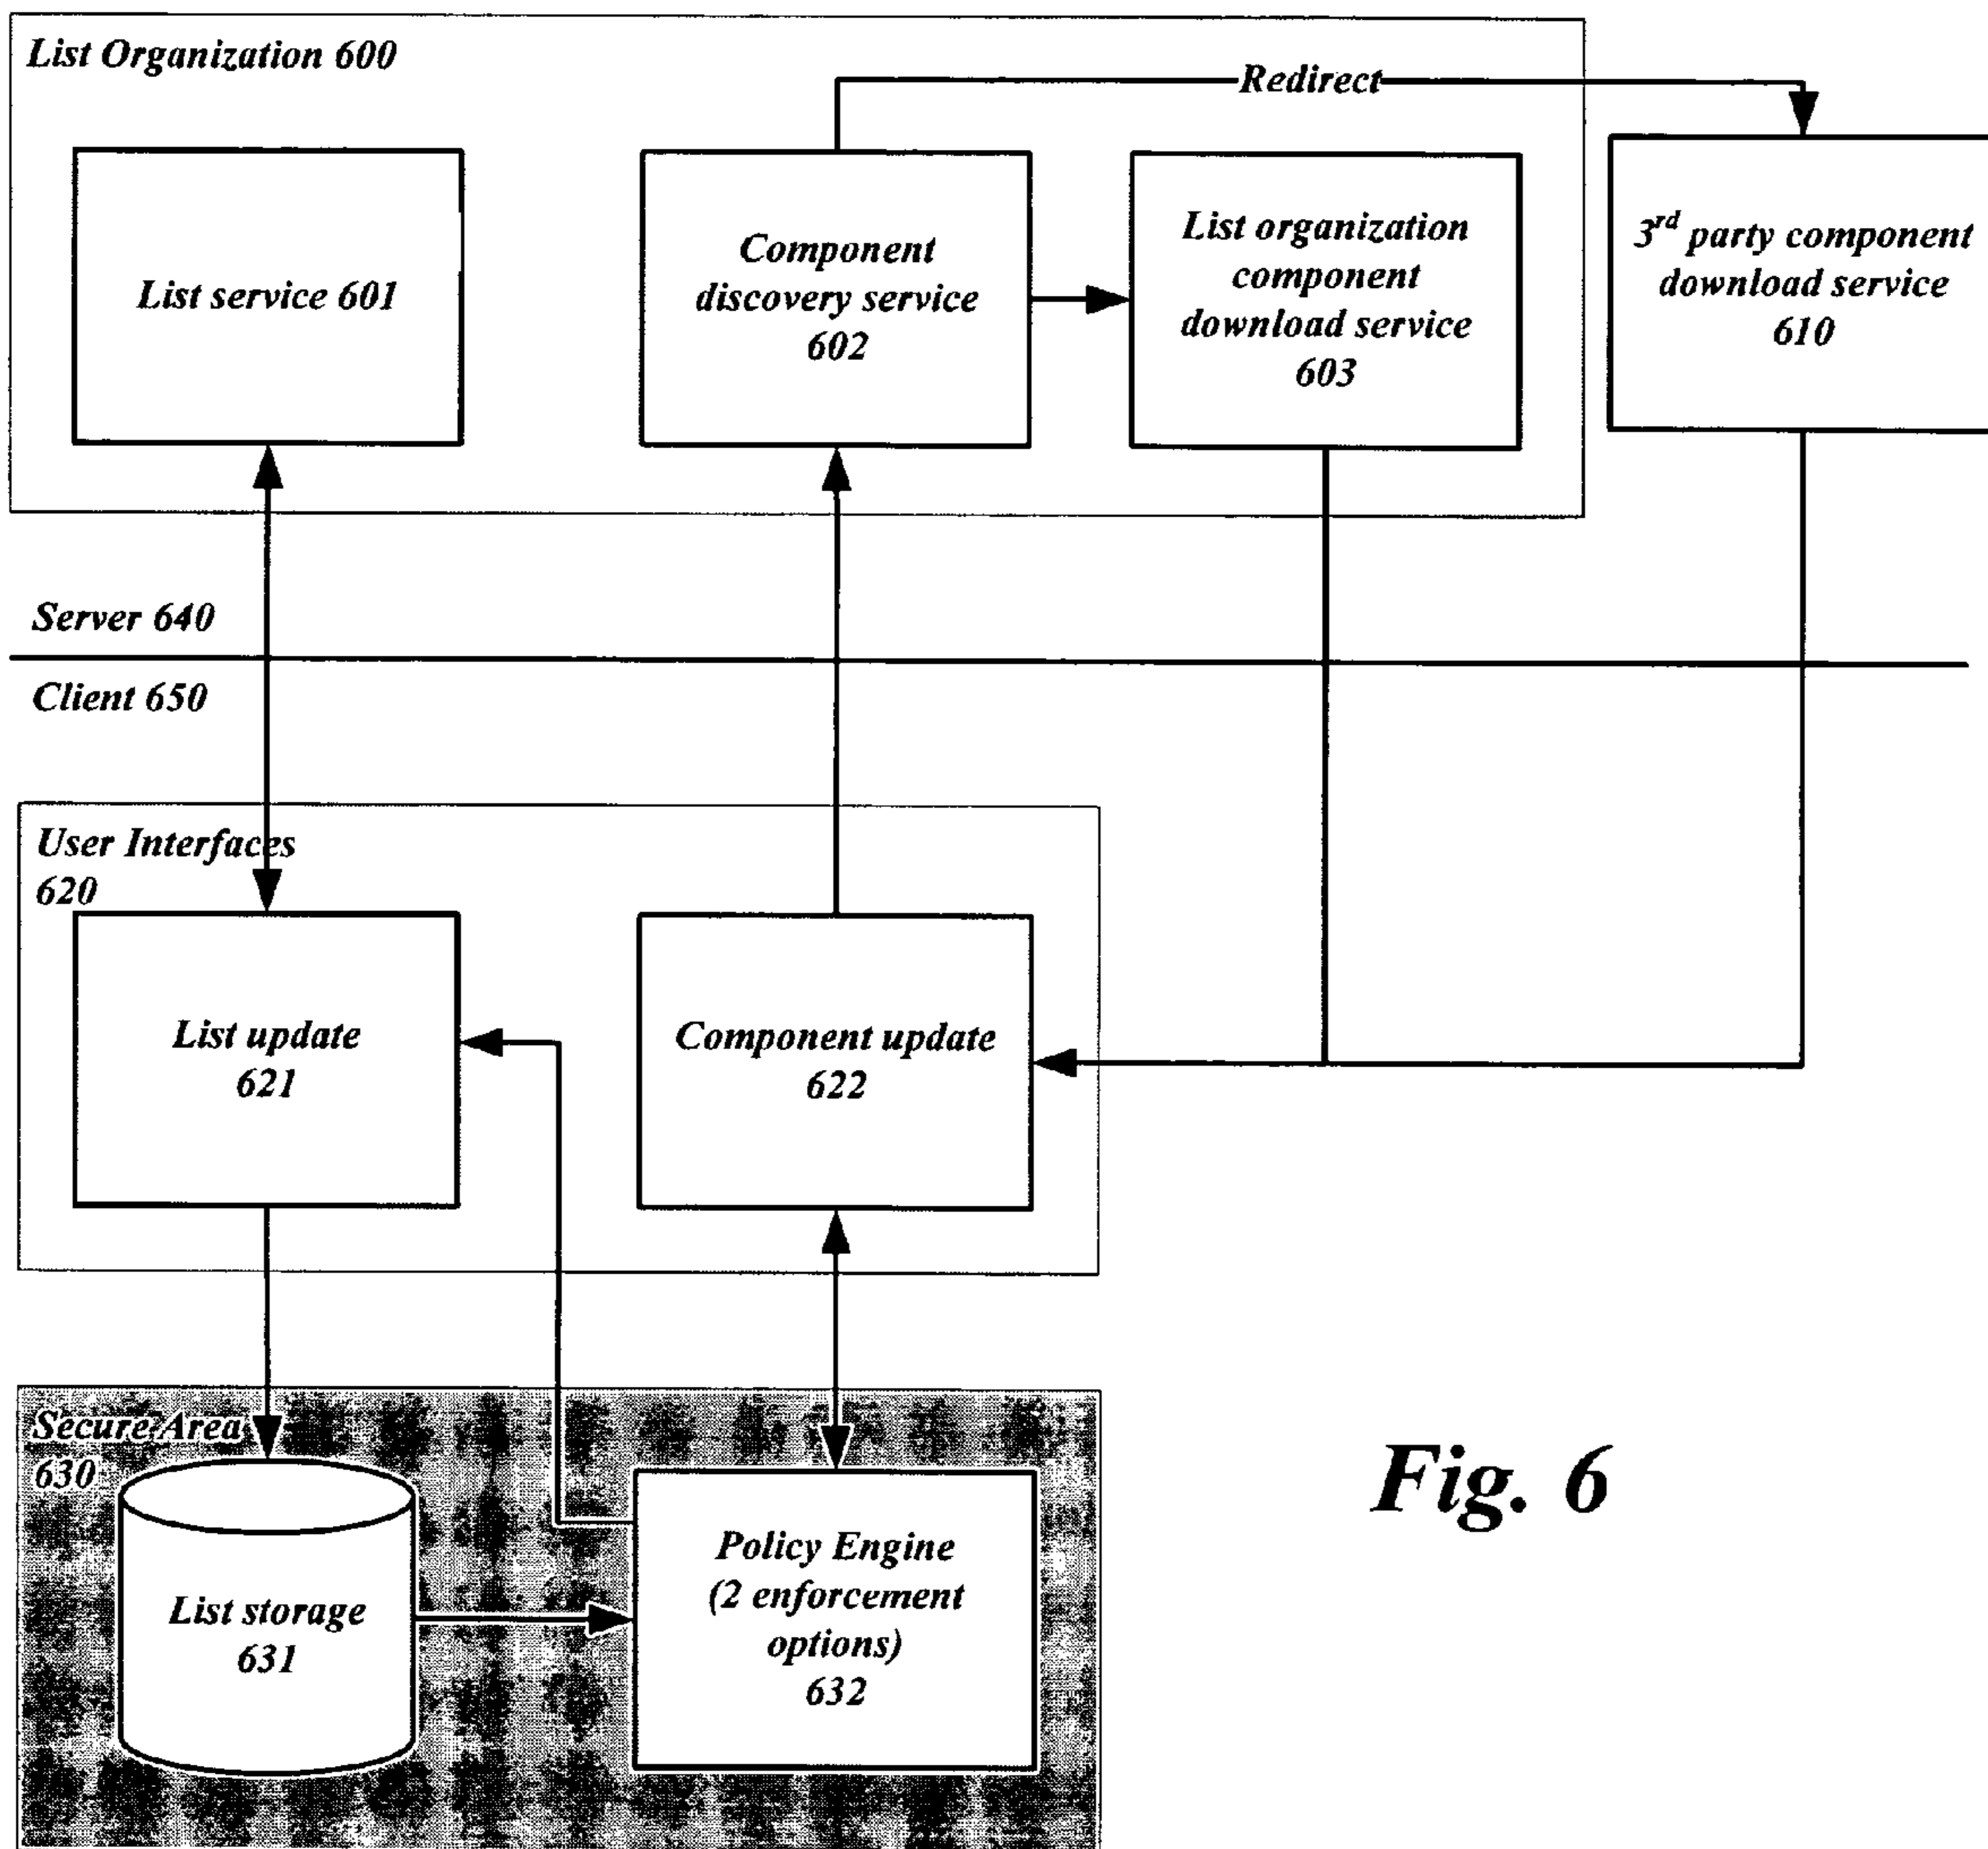 List Organization 600
Redirect
List service 601
Component
discovery service
602
List organization
component
download service
603
3rd party component
download service
610
Server 640
Client 650
User Interfaces
620
List update
621
Component update
622
Secure Area
630
List storage
631
Policy Engine
(2 enforcement
options)
632
Fig. 6